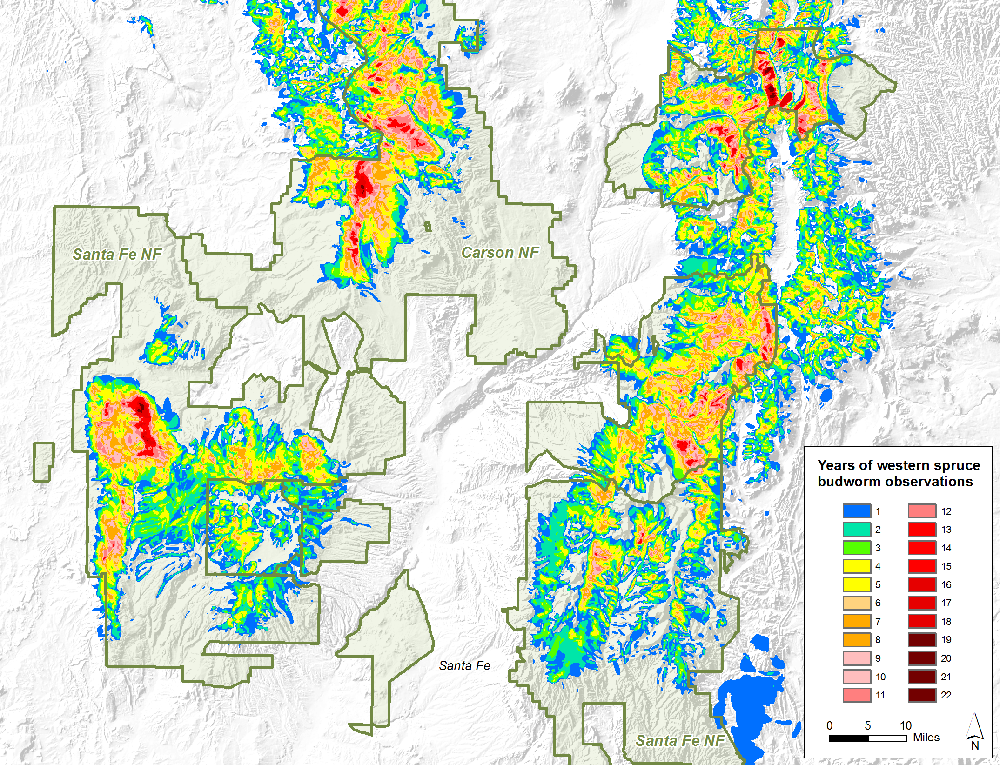 Santa Fe NF
Carson NF
Santa Fe
Santa Fe NF
Years of western spruce
budworm observations
1
2
3
4
5
6
7
8
9
10
11
12
13
14
15
16
17
18
19
20
21
22
0 5 10
Miles
N